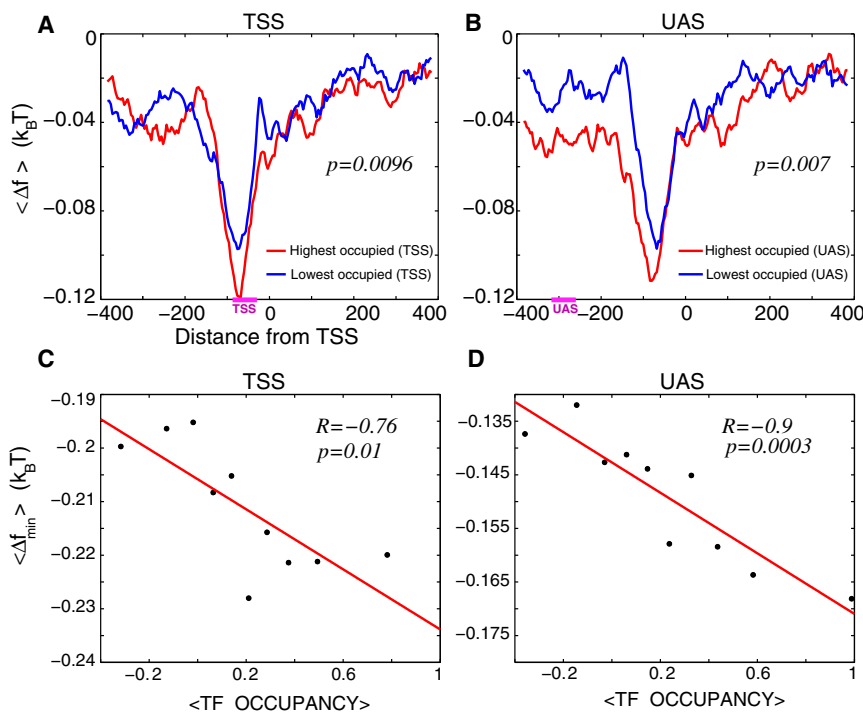 A
TSS
B
UAS
0
−0.04
−0.08
−0.12
< Δf > (k_BT)
p=0.0096
Highest occupied (TSS)
Lowest occupied (TSS)
TSS
−400
−200
0
200
400
Distance from TSS
0
−0.04
−0.08
−0.12
p=0.007
Highest occupied (UAS)
Lowest occupied (UAS)
UAS
−400
−200
0
200
400
C
TSS
D
UAS
−0.19
−0.2
−0.21
−0.22
−0.23
−0.24
<Δf_min> (k_BT)
R=−0.76
p=0.01
−0.2
0.2
0.6
1
<TF OCCUPANCY>
−0.135
−0.145
−0.155
−0.165
−0.175
R=−0.9
p=0.0003
−0.2
0.2
0.6
1
<TF OCCUPANCY>